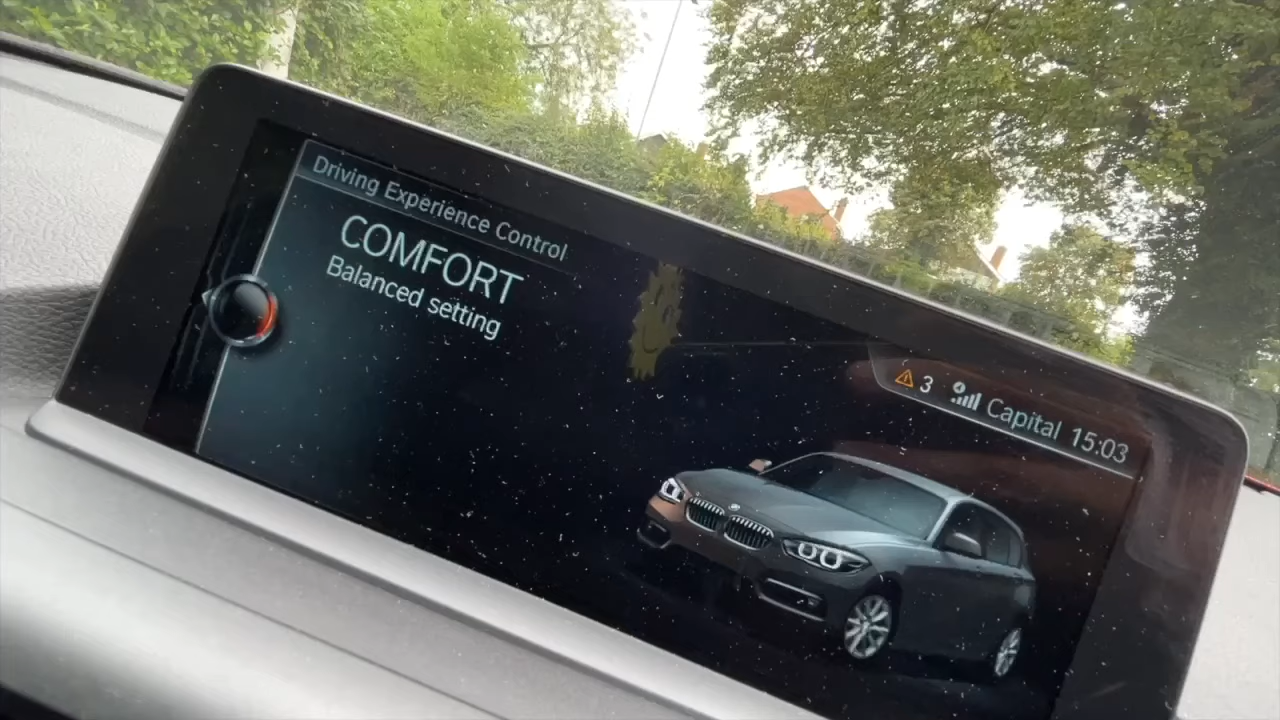 Driving Experience Control
COMFORT
Balanced setting
3 Capital 15:03